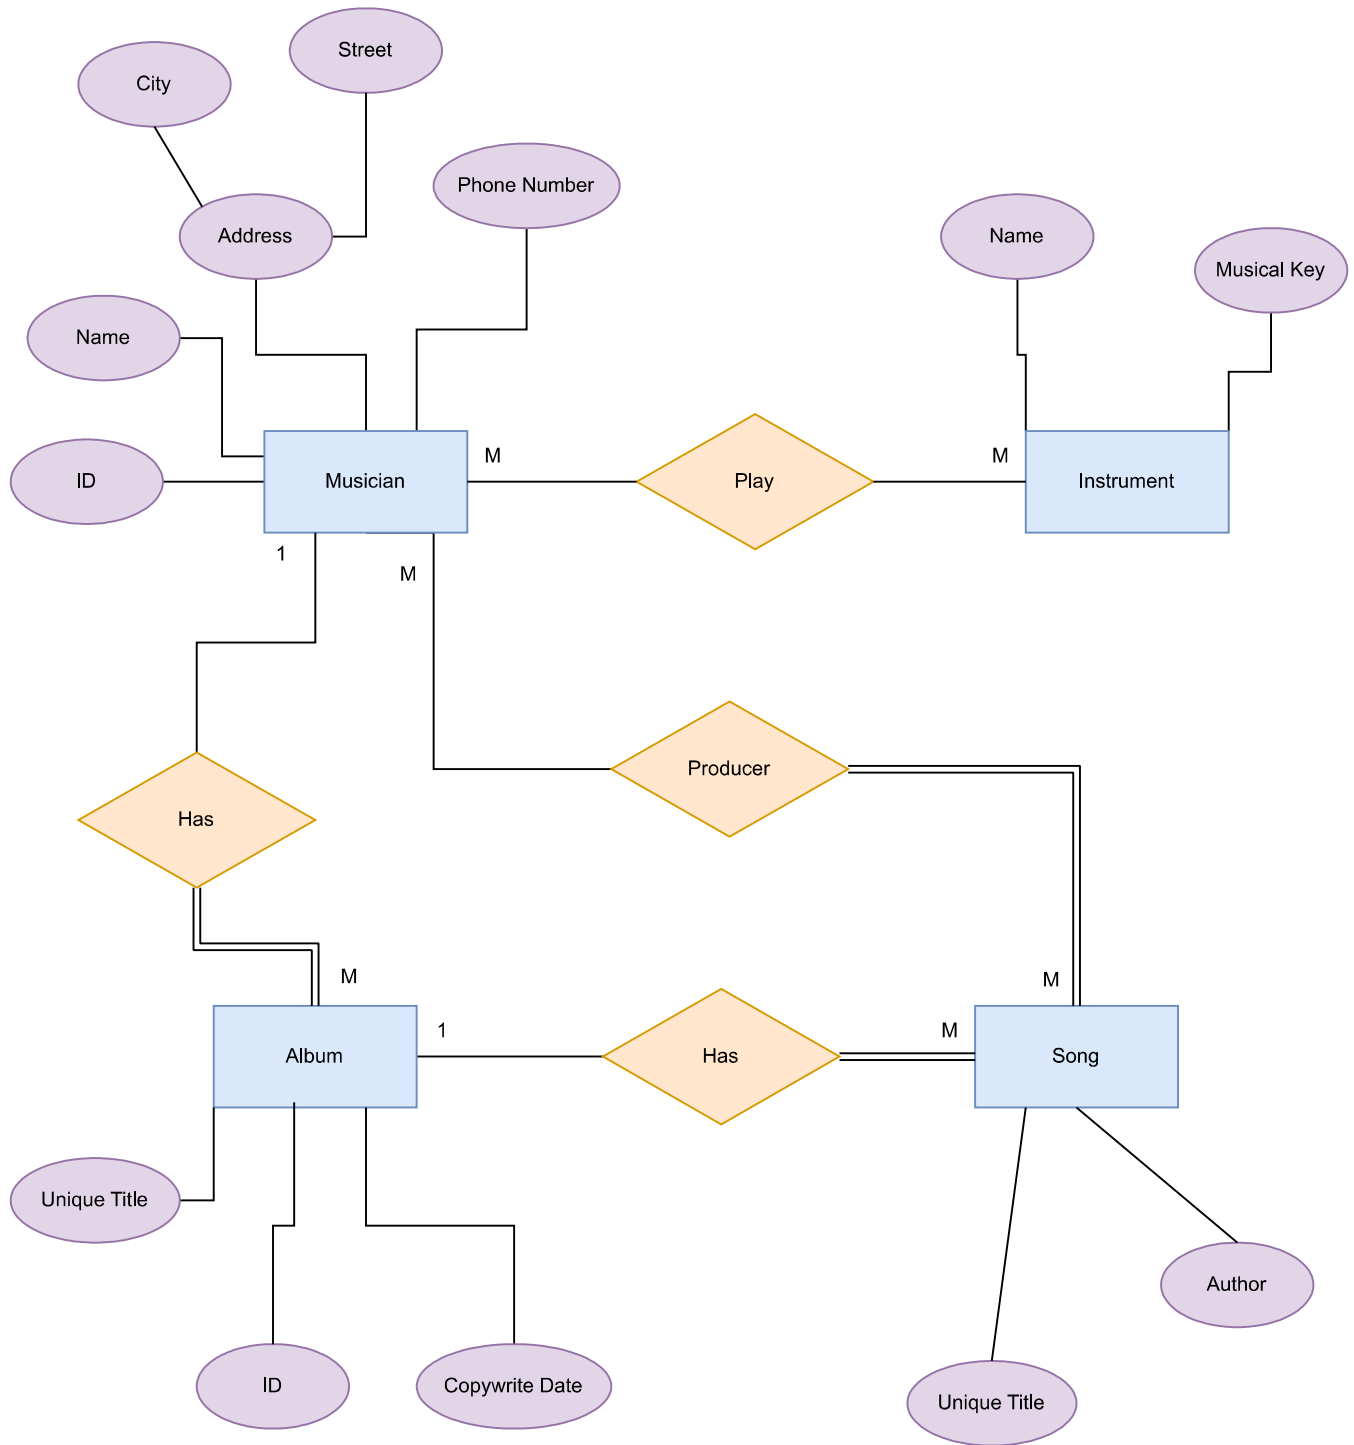 Street
City
Phone Number
Address
Name
Musical Key
Name
M
M
ID
Musician
Play
Instrument
1
M
Producer
Has
M
M
1
M
Album
Has
Song
Unique Title
Author
ID
Copywrite Date
Unique Title